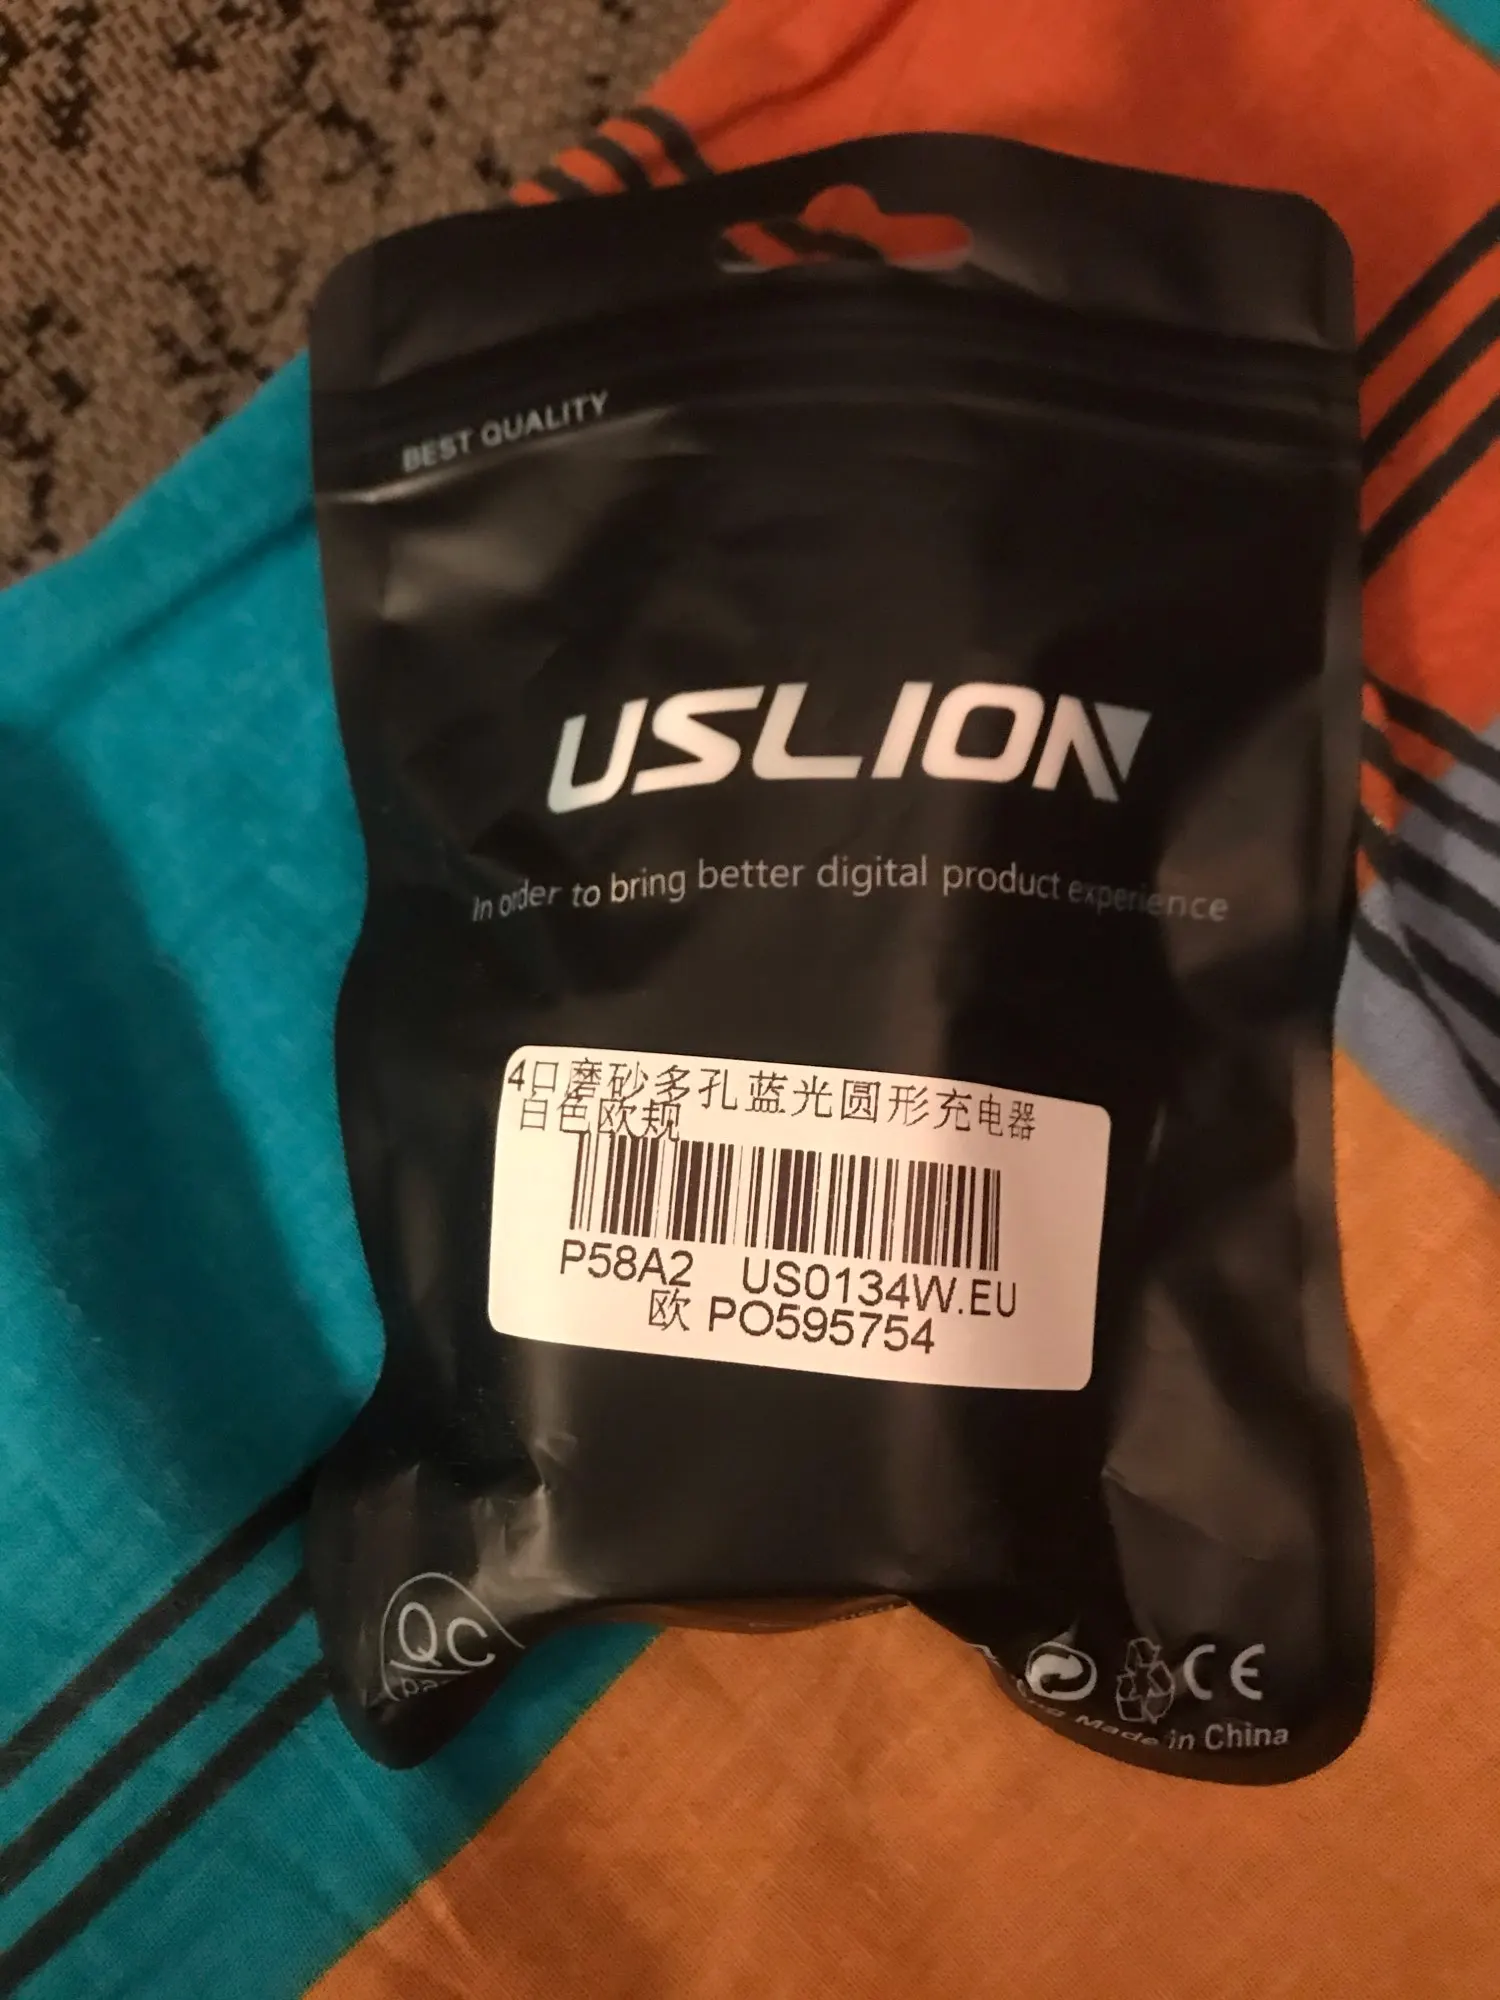 BEST QUALITY
USLION
In order to bring better digital product experience
4口磨砂多孔蓝光圆形充电器
白色欧规
P58A2 US0134W.EU
欧 PO595754
QC
CE
Made in China